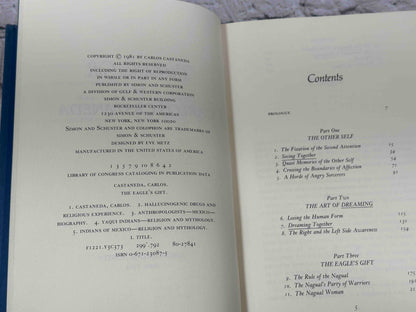 COPYRIGHT © 1981 BY CARLOS CASTANEDA
ALL RIGHTS RESERVED
INCLUDING THE RIGHT OF REPRODUCTION
IN WHOLE OR IN PART IN ANY FORM
PUBLISHED BY SIMON AND SCHUSTER
A DIVISION OF GULF & WESTERN CORPORATION
SIMON & SCHUSTER BUILDING
ROCKEFELLER CENTER
1230 AVENUE OF THE AMERICAS
NEW YORK, NEW YORK 10020
SIMON AND SCHUSTER AND COLOPHON ARE TRADEMARKS
OF SIMON & SCHUSTER
DESIGNED BY EVE METZ
MANUFACTURED IN THE UNITED STATES OF AMERICA
1 3 5 7 9 10 8 6 4 2
LIBRARY OF CONGRESS CATALOGING IN PUBLICATION DATA
CASTANEDA, CARLOS.
THE EAGLE'S GIFT.
1. CASTANEDA, CARLOS. 2. HALLUCINOGENIC DRUGS AND
RELIGIOUS EXPERIENCE. 3. ANTHROPOLOGISTS—MEXICO—
BIOGRAPHY. 4. YAQUI INDIANS—RELIGION AND MYTHOLOGY.
5. INDIANS OF MEXICO—RELIGION AND MYTHOLOGY.
I. TITLE.
F1221.Y3C373 299'.792 80-27841
ISBN 0-671-23087-5
Contents
PROLOGUE 7
Part One
THE OTHER SELF
1. The Fixation of the Second Attention 15
2. Seeing Together 34
3. Quasi Memories of the Other Self 54
4. Crossing the Boundaries of Affection 71
5. A Horde of Angry Sorcerers
Part Two
THE ART OF DREAMING
6. Losing the Human Form
7. Dreaming Together
8. The Right and the Left Side Awareness
Part Three
THE EAGLE'S GIFT
9. The Rule of the Nagual 175
10. The Nagual's Party of Warriors
11. The Nagual Woman
5